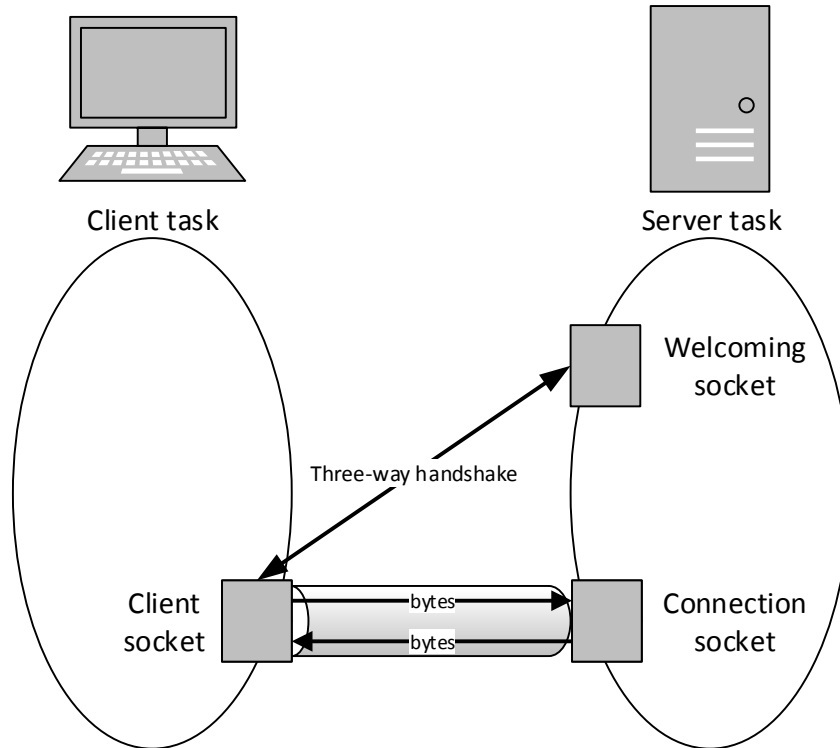 Client task
Server task
Welcoming
socket
Three-way handshake
Client
socket
bytes
bytes
Connection
socket